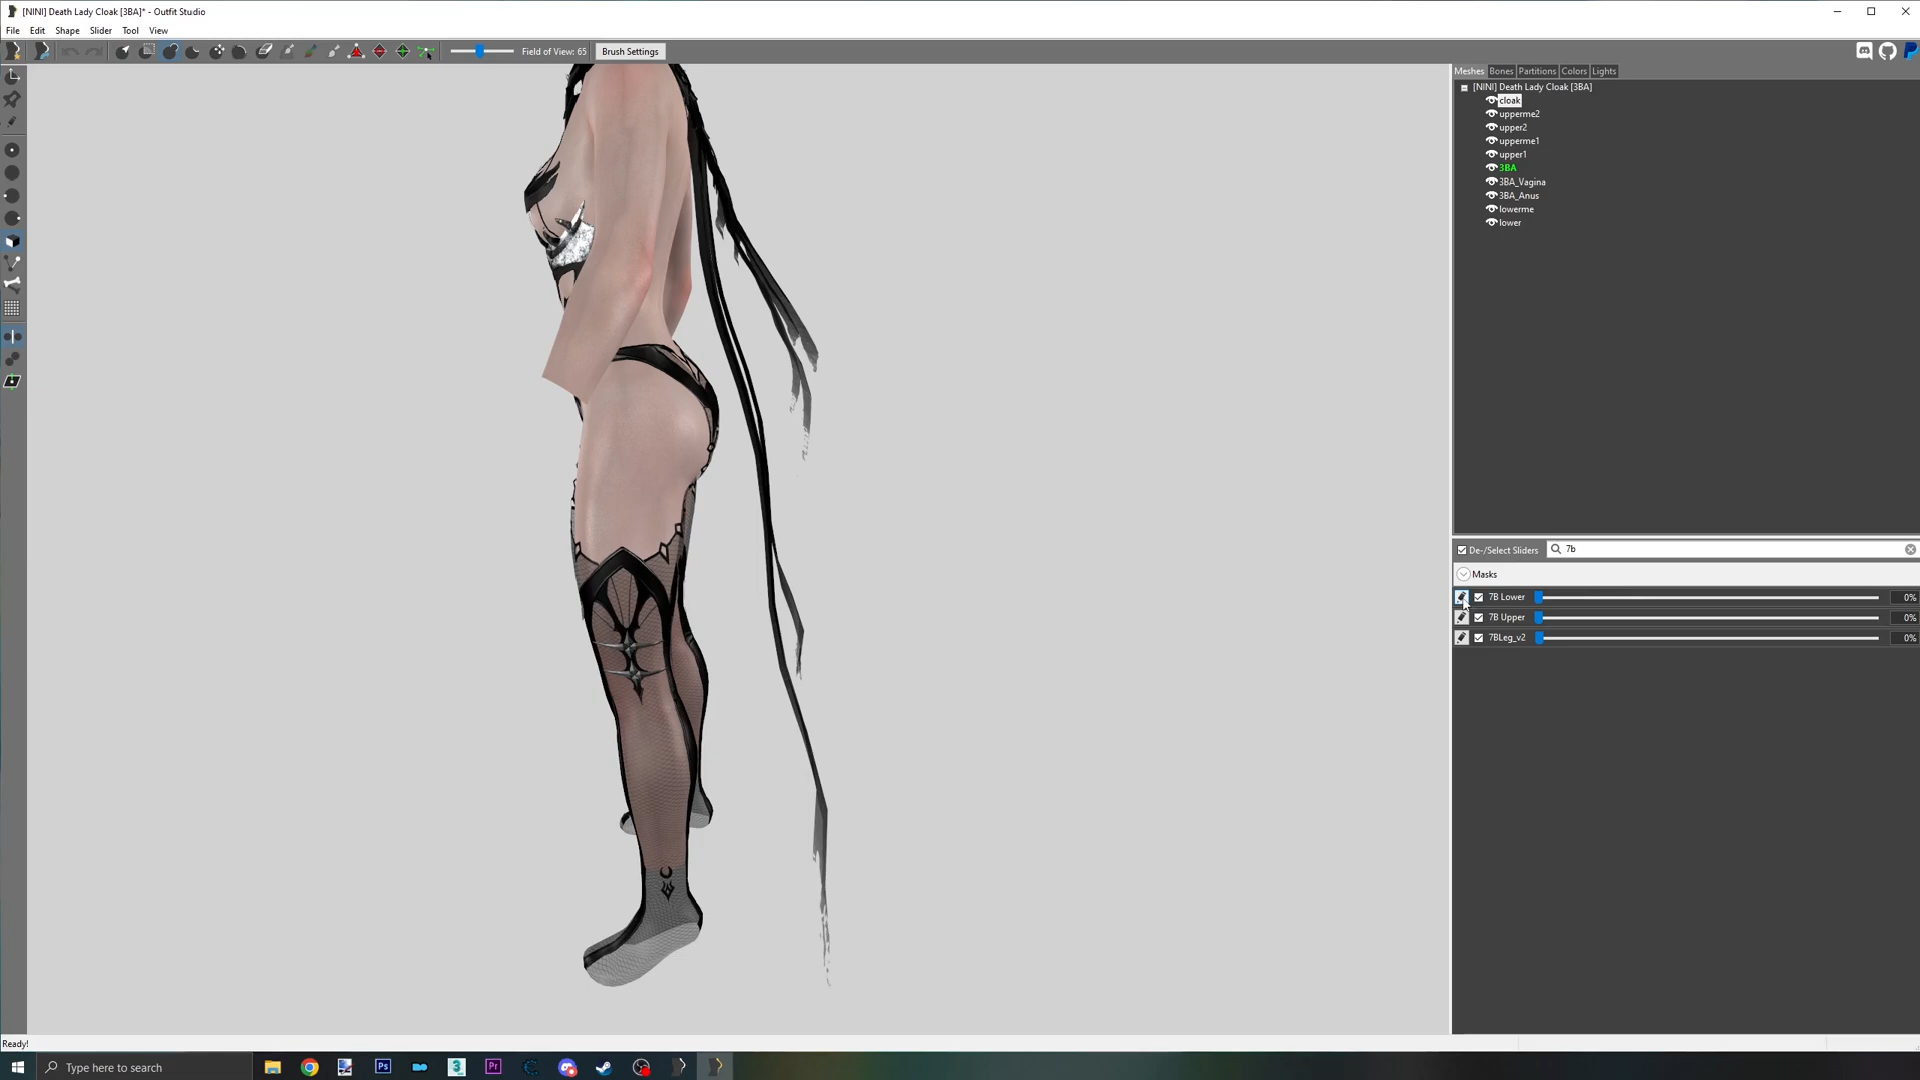 [NINI] Death Lady Cloak [3BA]* - Outfit Studio
File Edit Shape Slider Tool View
Field of View: 65 Brush Settings
Meshes Bones Partitions Colors Lights
[NINI] Death Lady Cloak [3BA]
cloak
upperme2
upper2
upperme1
upper1
3BA
3BA_Vagina
3BA_Anus
lowerme
lower
De-/Select Sliders 7b
Masks
7B Lower 0%
7B Upper 0%
7BLeg_v2 0%
Ready!
Type here to search Ps 3 Pr